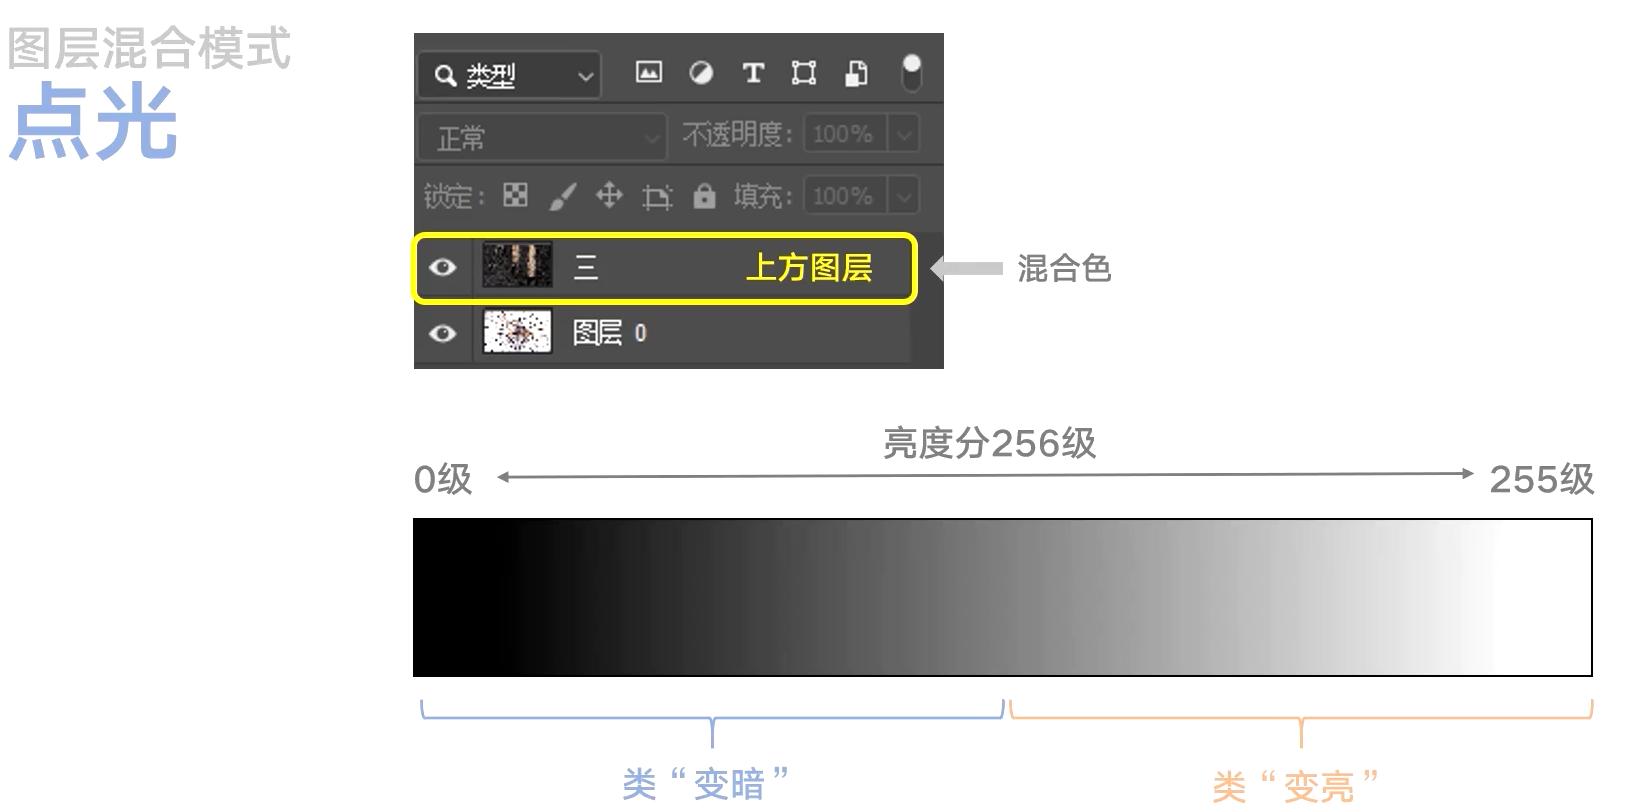 图层混合模式
点光
类型
正常
不透明度: 100%
锁定:
填充: 100%
三
上方图层
混合色
图层 0
亮度分256级
0级
255级
类“变暗”
类“变亮”